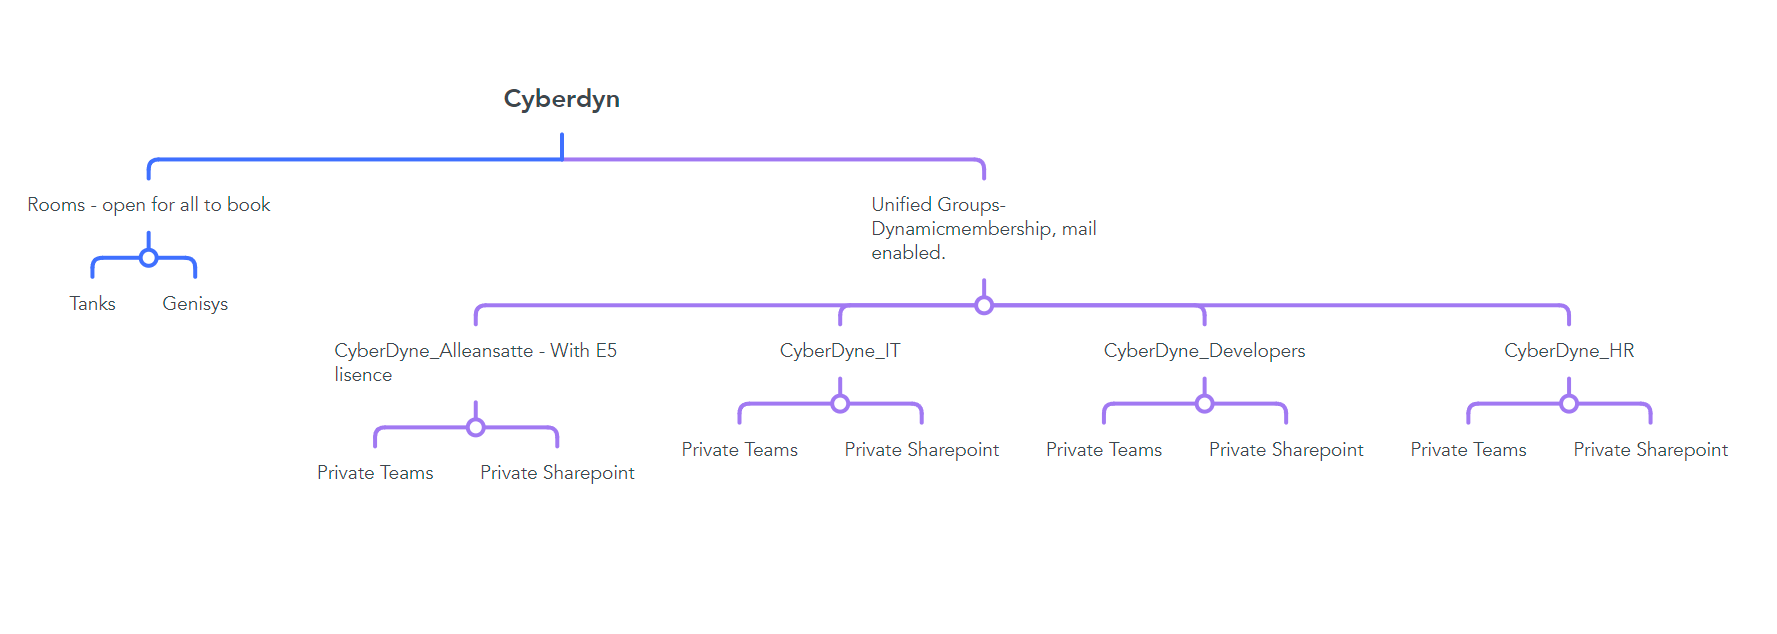 Cyberdyn
Rooms - open for all to book
Unified Groups-
Dynamicmembership, mail
enabled.
Tanks
Genisys
CyberDyne_Alleansatte - With E5
lisence
CyberDyne_IT
CyberDyne_Developers
CyberDyne_HR
Private Teams
Private Sharepoint
Private Teams
Private Sharepoint
Private Teams
Private Sharepoint
Private Teams
Private Sharepoint